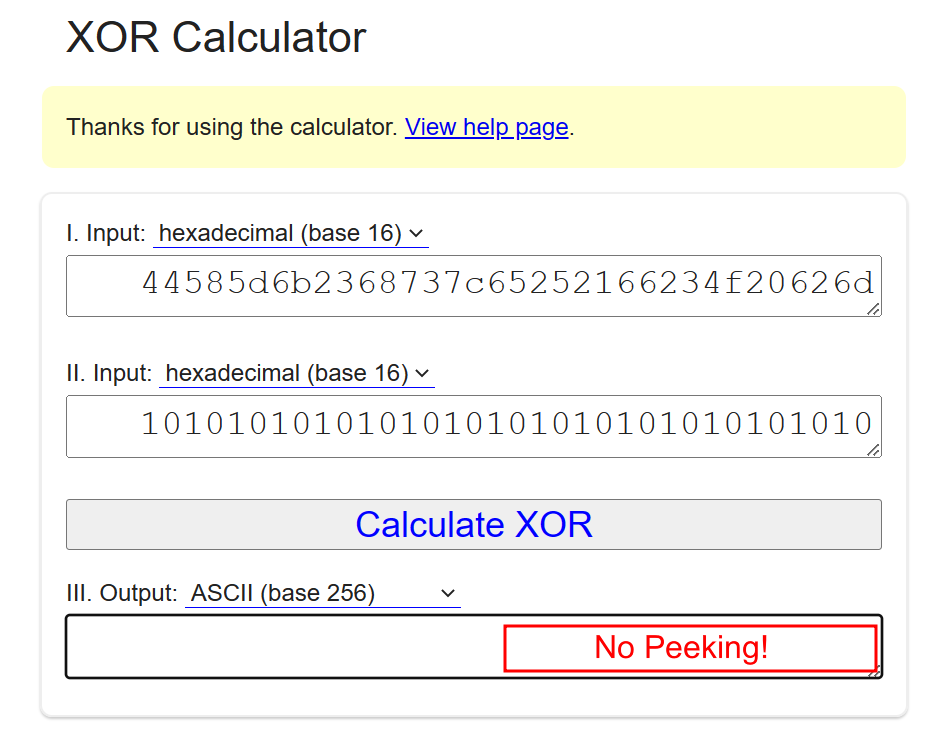 XOR Calculator
Thanks for using the calculator. View help page.
I. Input: hexadecimal (base 16)
44585d6b2368737c65252166234f20626d
II. Input: hexadecimal (base 16)
1010101010101010101010101010101010
Calculate XOR
III. Output: ASCII (base 256)
No Peeking!